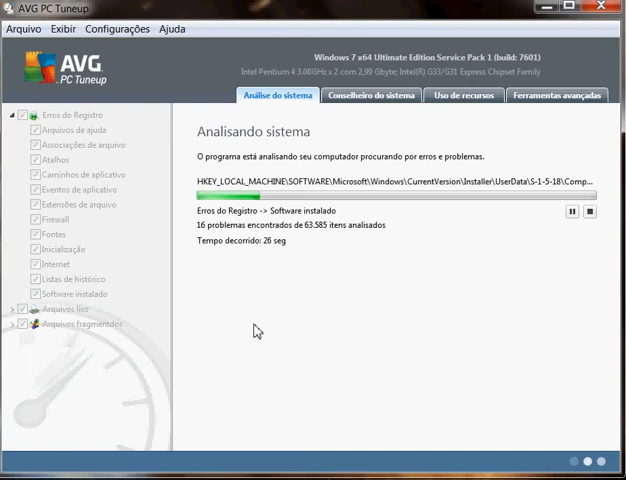 AVG PC Tuneup
Arquivo Exibir Configurações Ajuda
AVG.
PC Tuneup
Windows 7 x64 Ultimate Edition Service Pack 1 (build: 7601)
Intel Pentium 4 3.00GHz x 2 com 2,99 Gbyte; Intel(R) G33/G31 Express Chipset Family
Análise do sistema Conselheiro do sistema Uso de recursos Ferramentas avançadas
Erros do Registro
Arquivos de ajuda
Associações de arquivo
Atalhos
Caminhos de aplicativo
Eventos de aplicativo
Extensões de arquivo
Firewall
Fontes
Inicialização
Internet
Listas de histórico
Software instalado
Arquivos lixo
Arquivos fragmentdos
Analisando sistema
O programa está analisando seu computador procurando por erros e problemas.
HKEY_LOCAL_MACHINE\SOFTWARE\Microsoft\Windows\CurrentVersion\Installer\UserData\S-1-5-18\Comp...
Erros do Registro -> Software instalado
16 problemas encontrados de 63.585 itens analisados
Tempo decorrido: 26 seg